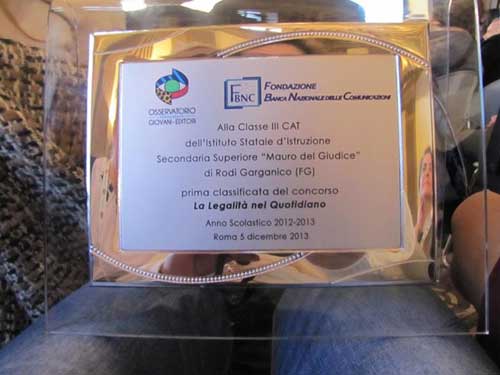 OSSERVATORIO
GIOVANI-EDITORI
FBNC
FONDAZIONE
BANCA NAZIONALE DELLE COMUNICAZIONI
Alla Classe III CAT
dell'Istituto Statale d'Istruzione
Secondaria Superiore "Mauro del Giudice"
di Rodi Garganico (FG)
prima classificata del concorso
La Legalità nel Quotidiano
Anno Scolastico 2012-2013
Roma 5 dicembre 2013